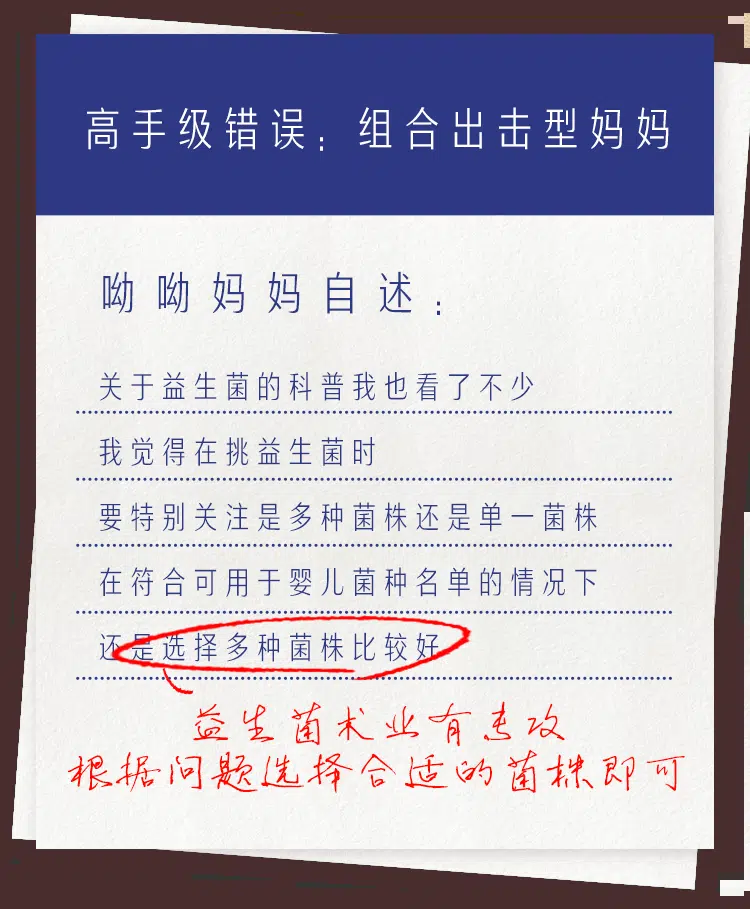 高手级错误：组合出击型妈妈
呦呦妈妈自述：
关于益生菌的科普我也看了不少
我觉得在挑益生菌时
要特别关注是多种菌株还是单一菌株
在符合可用于婴儿菌种名单的情况下
还是选择多种菌株比较好
益生菌术业有专攻
根据问题选择合适的菌株即可